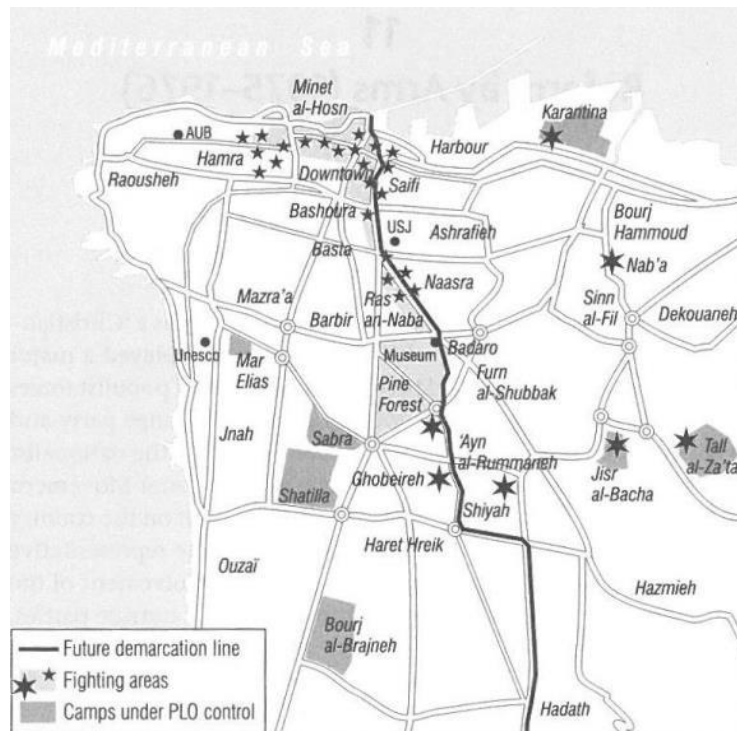 Mediterranean Sea
Minet
al-Hosn
Karantina
AUB
Hamra
Harbour
Downtown
Raousheh
Saifi
Bashoura
USJ
Bourj
Hammoud
Ashrafieh
Basta
Nab'a
Naasra
Mazra'a
Ras
an-Naba
Sinn
al-Fil
Dekouaneh
Barbir
Unesco
Museum
Badaro
Mar
Elias
Pine
Forest
Furn
al-Shubbak
Jnah
Sabra
'Ayn
al-Rummaneh
Tall
al-Za'ta
Ghobeireh
Jisr
al-Bacha
Shatilla
Shiyah
Haret Hreik
Ouzaï
Hazmieh
Bourj
al-Brajneh
Hadath
Future demarcation line
Fighting areas
Camps under PLO control